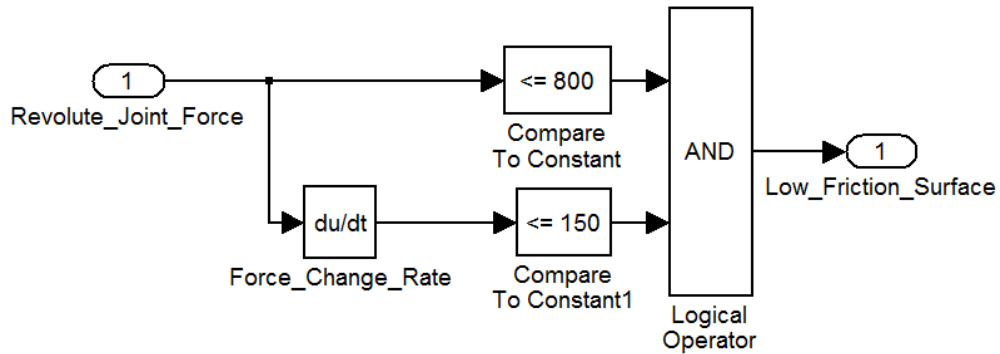 1
Revolute_Joint_Force
<= 800
Compare
To Constant
du/dt
Force_Change_Rate
<= 150
Compare
To Constant1
AND
Logical
Operator
1
Low_Friction_Surface